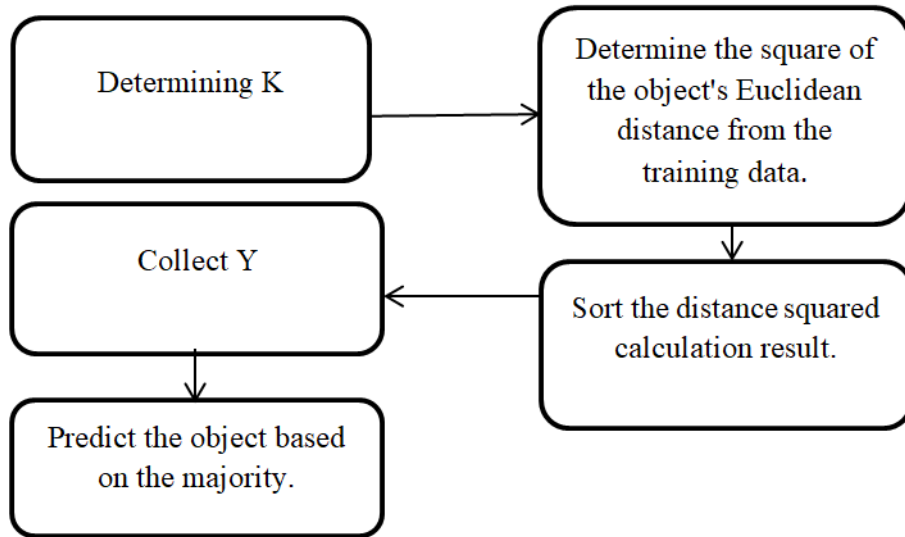 Determining K
Determine the square of
the object's Euclidean
distance from the
training data.
Sort the distance squared
calculation result.
Collect Y
Predict the object based
on the majority.